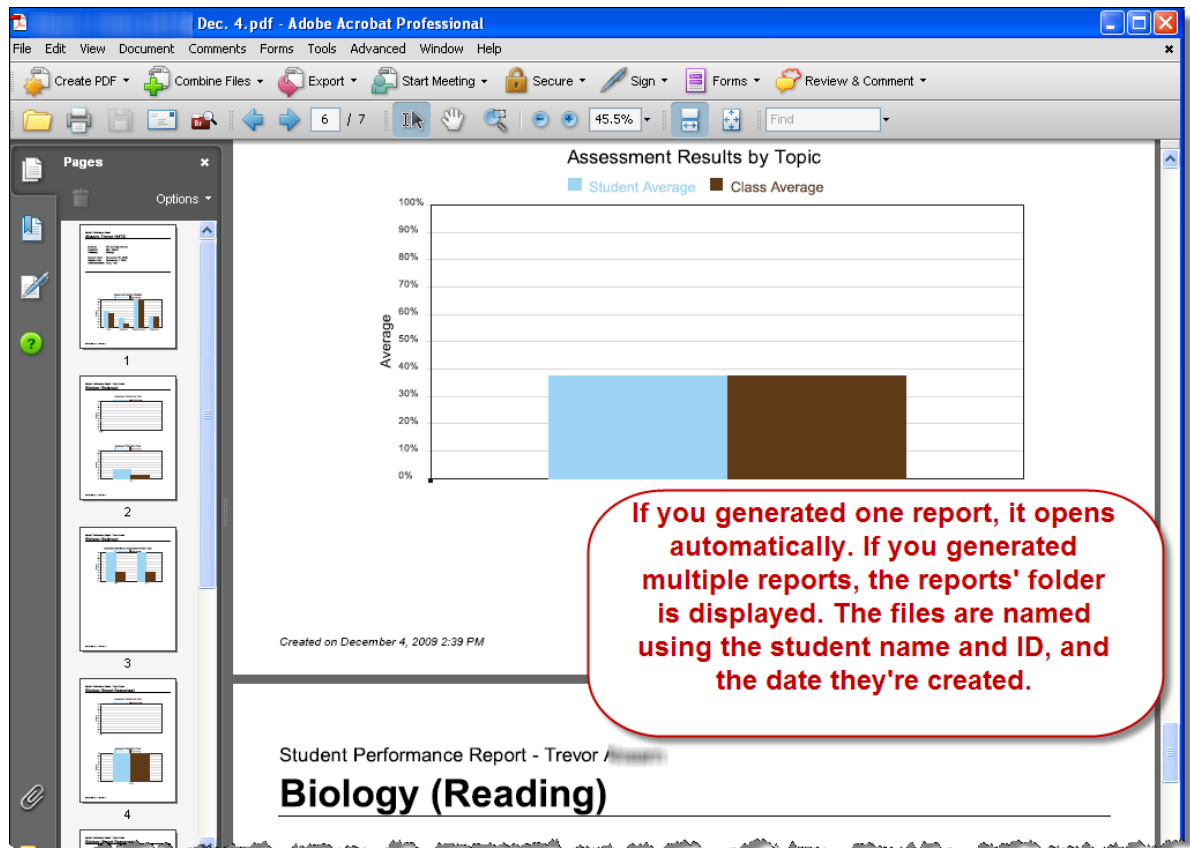 Dec. 4.pdf - Adobe Acrobat Professional
File Edit View Document Comments Forms Tools Advanced Window Help
Create PDF Combine Files Export Start Meeting Secure Sign Forms Review & Comment
6 / 7 45.5% Find
Pages
Options
1
2
3
4
Assessment Results by Topic
Student Average Class Average
100%
90%
80%
70%
60%
50%
40%
30%
20%
10%
0%
Average
If you generated one report, it opens
automatically. If you generated
multiple reports, the reports' folder
is displayed. The files are named
using the student name and ID, and
the date they're created.
Created on December 4, 2009 2:39 PM
Student Performance Report - Trevor
Biology (Reading)